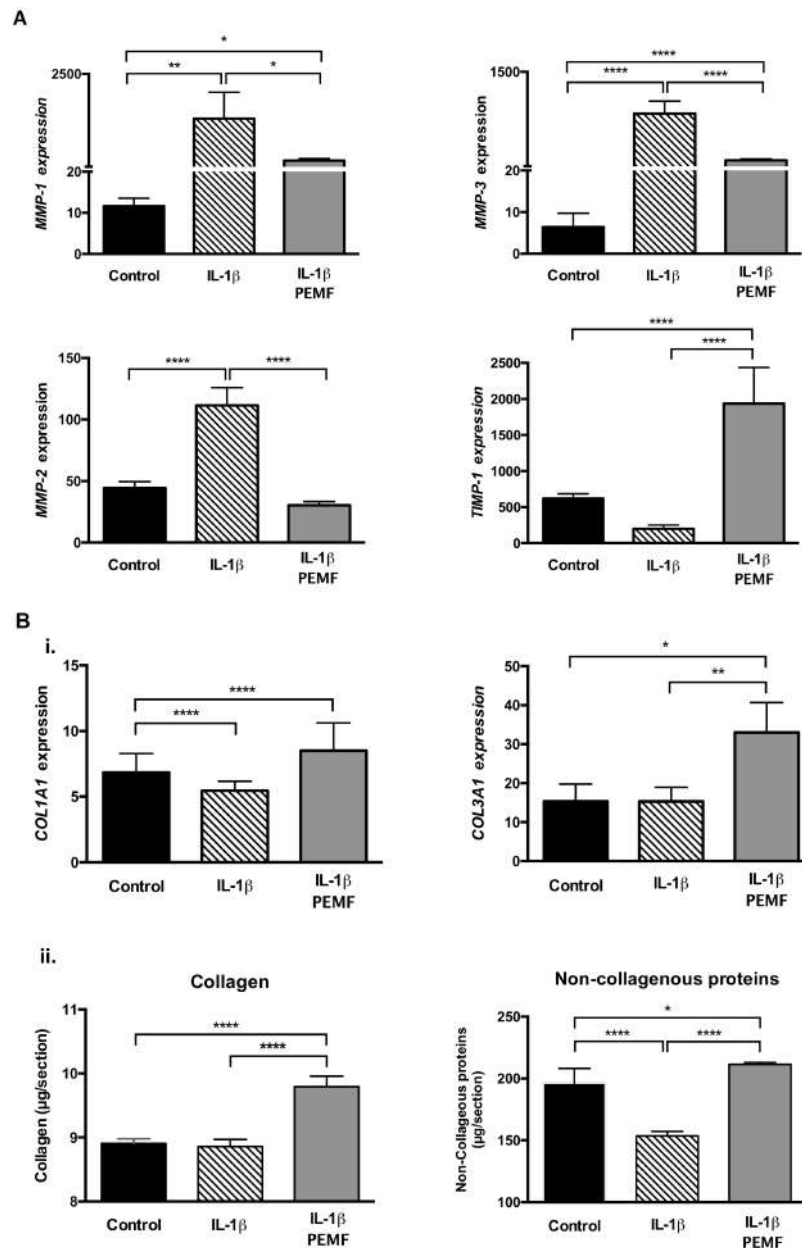 A
MMP-1 expression
2500
20
10
0
*
**
*
Control
IL-1β
IL-1β
PEMF
MMP-3 expression
1500
20
10
0
****
****
****
Control
IL-1β
IL-1β
PEMF
MMP-2 expression
150
100
50
0
****
****
Control
IL-1β
IL-1β
PEMF
TIMP-1 expression
2500
2000
1500
1000
500
0
****
****
Control
IL-1β
IL-1β
PEMF
B
i.
COL1A1 expression
15
10
5
0
****
****
Control
IL-1β
IL-1β
PEMF
COL3A1 expression
50
40
30
20
10
0
*
**
Control
IL-1β
IL-1β
PEMF
ii.
Collagen
Collagen (µg/section)
11
10
9
8
****
****
Control
IL-1β
IL-1β
PEMF
Non-collagenous proteins
Non-Collageous proteins
(µg/section)
250
200
150
100
*
****
****
Control
IL-1β
IL-1β
PEMF